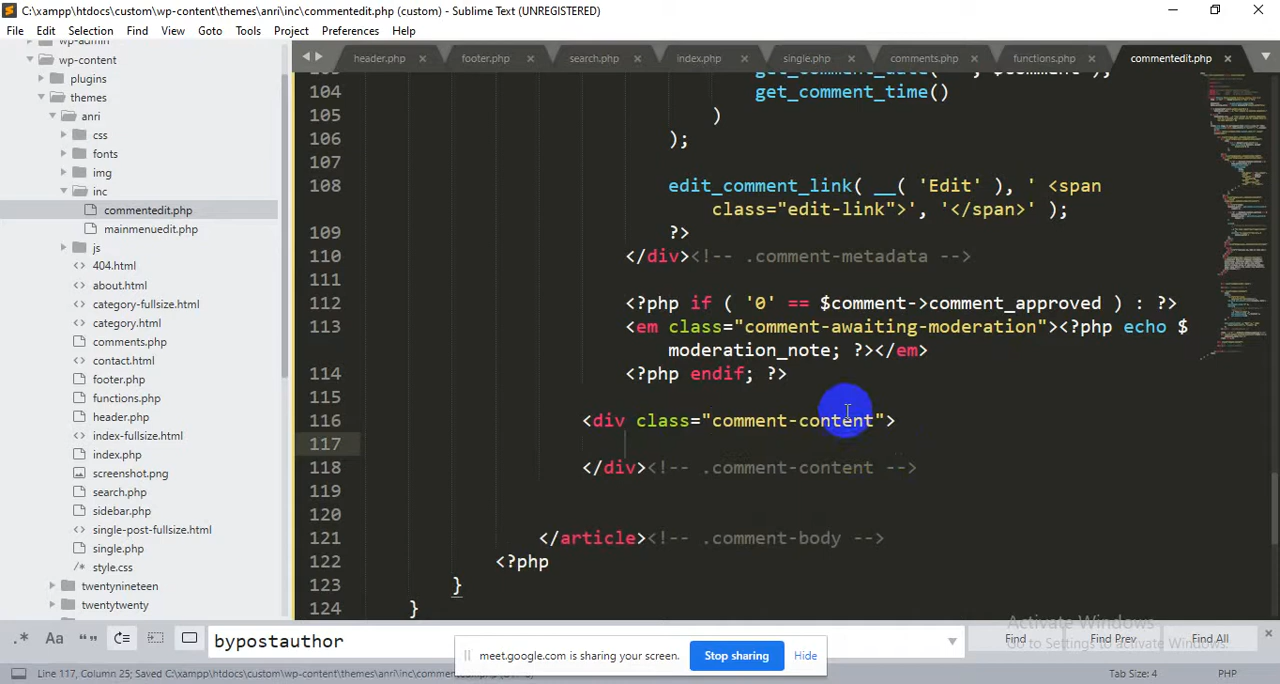 C:\xampp\htdocs\custom\wp-content\themes\anri\inc\commentedit.php (custom) - Sublime Text (UNREGISTERED)
File Edit Selection Find View Goto Tools Project Preferences Help
wp-admin
wp-content
plugins
themes
anri
css
fonts
img
inc
commentedit.php
mainmenuedit.php
js
404.html
about.html
category-fullsize.html
category.html
comments.php
contact.html
footer.php
functions.php
header.php
index-fullsize.html
index.php
screenshot.png
search.php
sidebar.php
single-post-fullsize.html
single.php
style.css
twentynineteen
twentytwenty
header.php footer.php search.php index.php single.php comments.php functions.php commentedit.php
103 get_comment_date( '', $comment ),
104 get_comment_time()
105 )
106 );
107
108 edit_comment_link( __( 'Edit' ), ' <span
class="edit-link">', '</span>' );
109 ?>
110 </div><!-- .comment-metadata -->
111
112 <?php if ( '0' == $comment->comment_approved ) : ?>
113 <em class="comment-awaiting-moderation"><?php echo $
moderation_note; ?></em>
114 <?php endif; ?>
115
116 <div class="comment-content">
117
118 </div><!-- .comment-content -->
119
120
121 </article><!-- .comment-body -->
122 <?php
123 }
124 }
Activate Windows
Go to Settings to activate Windows.
.* Aa “” bypostauthor Find Find Prev Find All
meet.google.com is sharing your screen. Stop sharing Hide
Line 117, Column 25; Saved C:\xampp\htdocs\custom\wp-content\themes\anri\inc\
Tab Size: 4 PHP